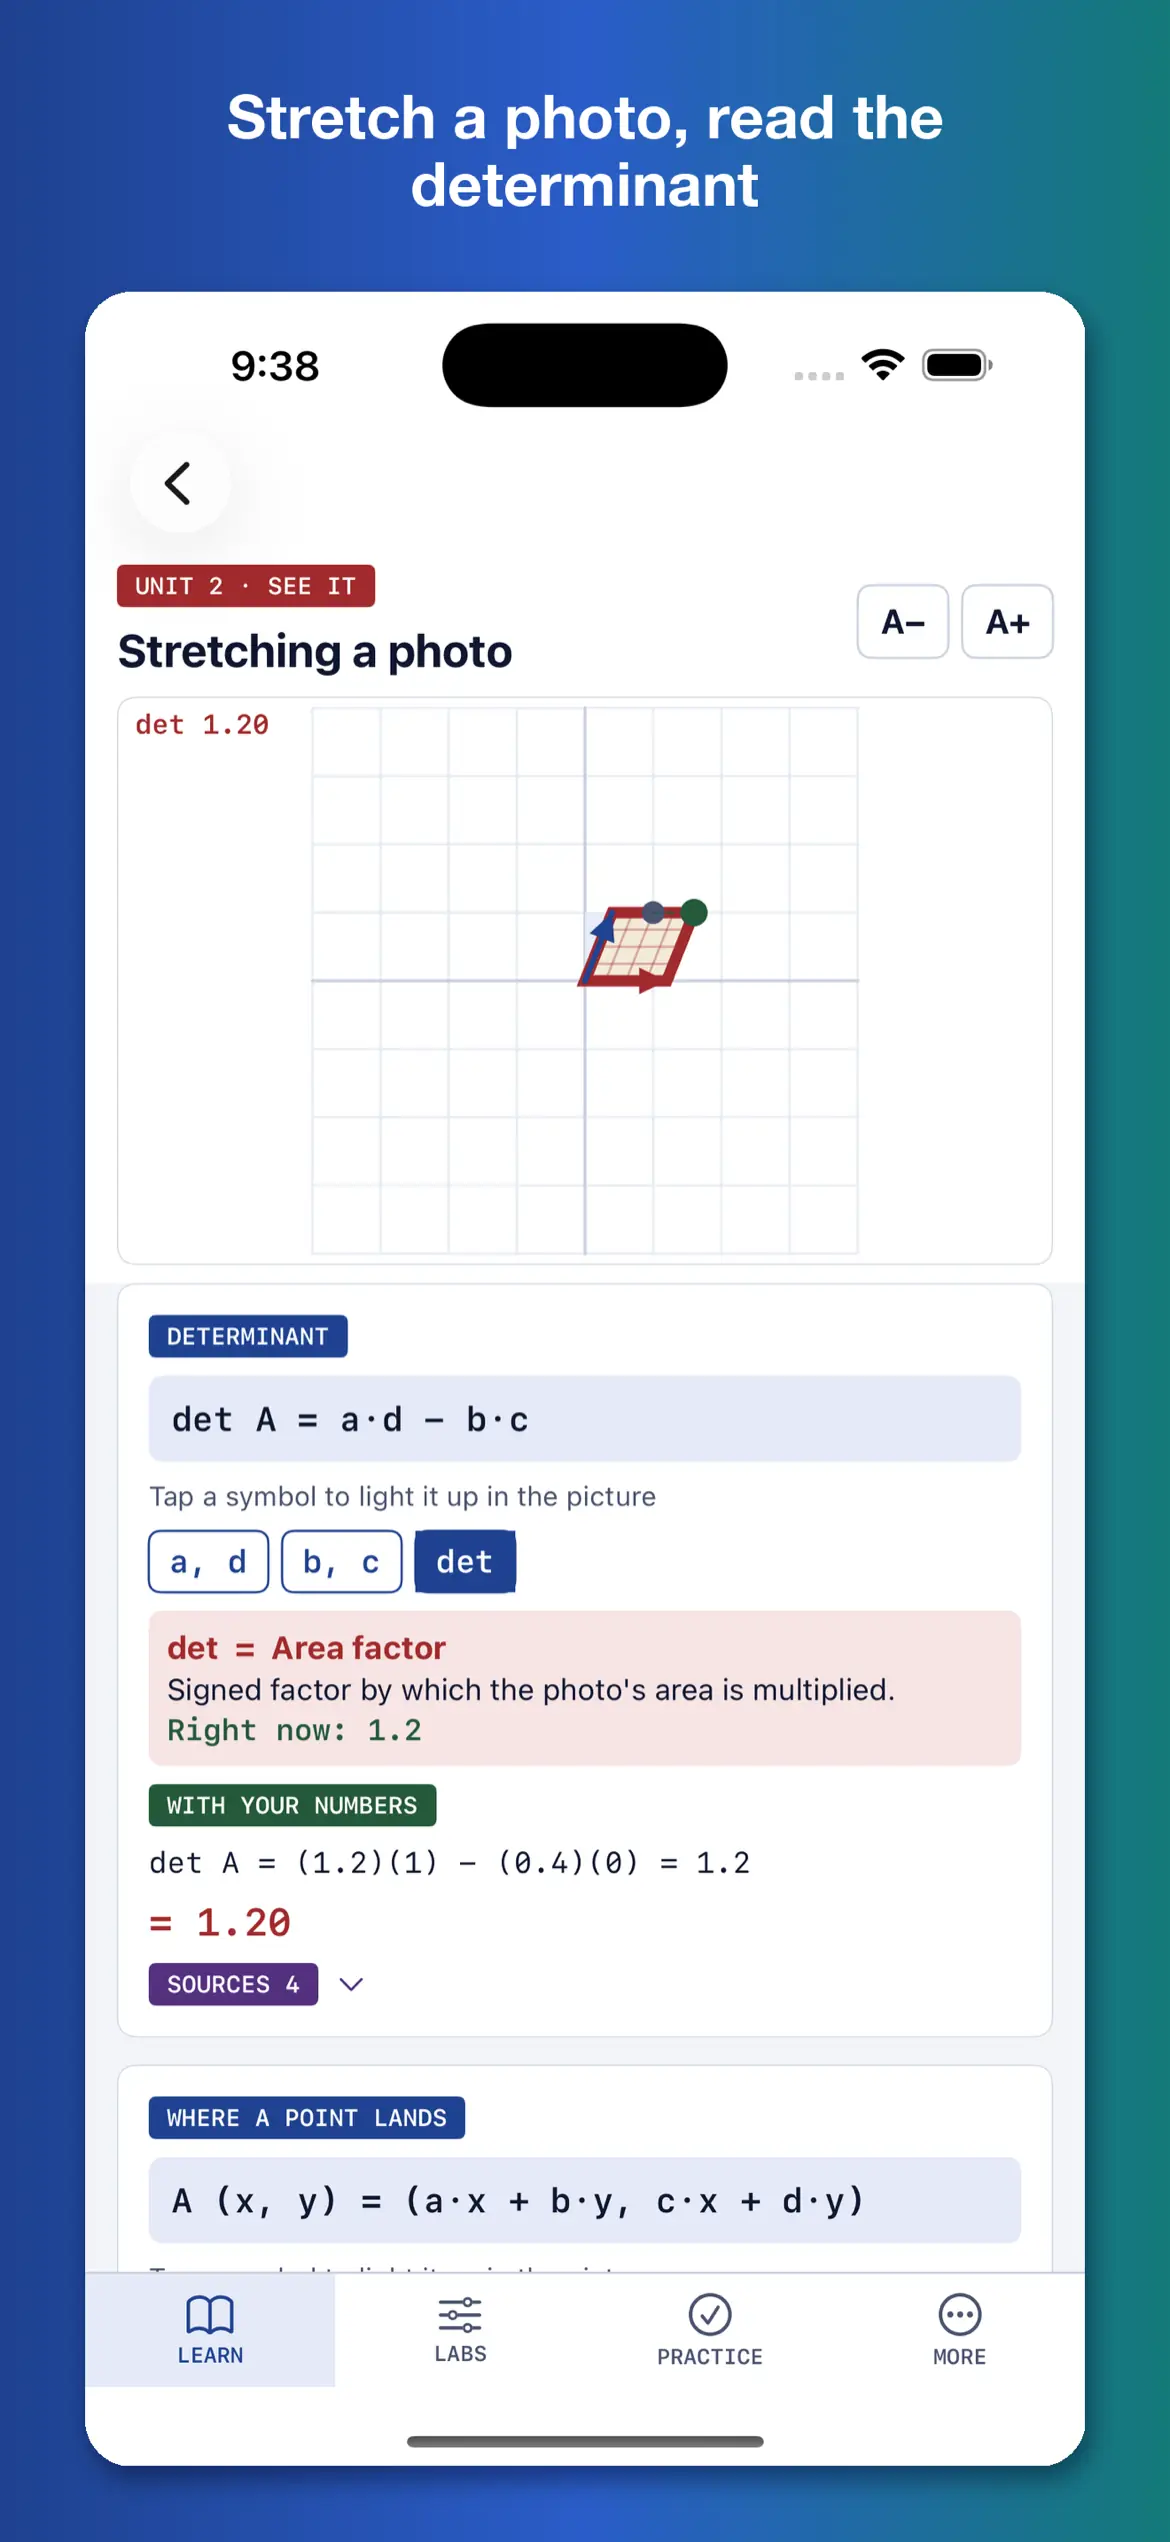 Stretch a photo, read the
determinant
9:38
UNIT 2 · SEE IT
Stretching a photo
A− A+
det 1.20
DETERMINANT
det A = a·d − b·c
Tap a symbol to light it up in the picture
a, d b, c det
det = Area factor
Signed factor by which the photo's area is multiplied.
Right now: 1.2
WITH YOUR NUMBERS
det A = (1.2)(1) − (0.4)(0) = 1.2
= 1.20
SOURCES 4
WHERE A POINT LANDS
A (x, y) = (a·x + b·y, c·x + d·y)
LEARN LABS PRACTICE MORE